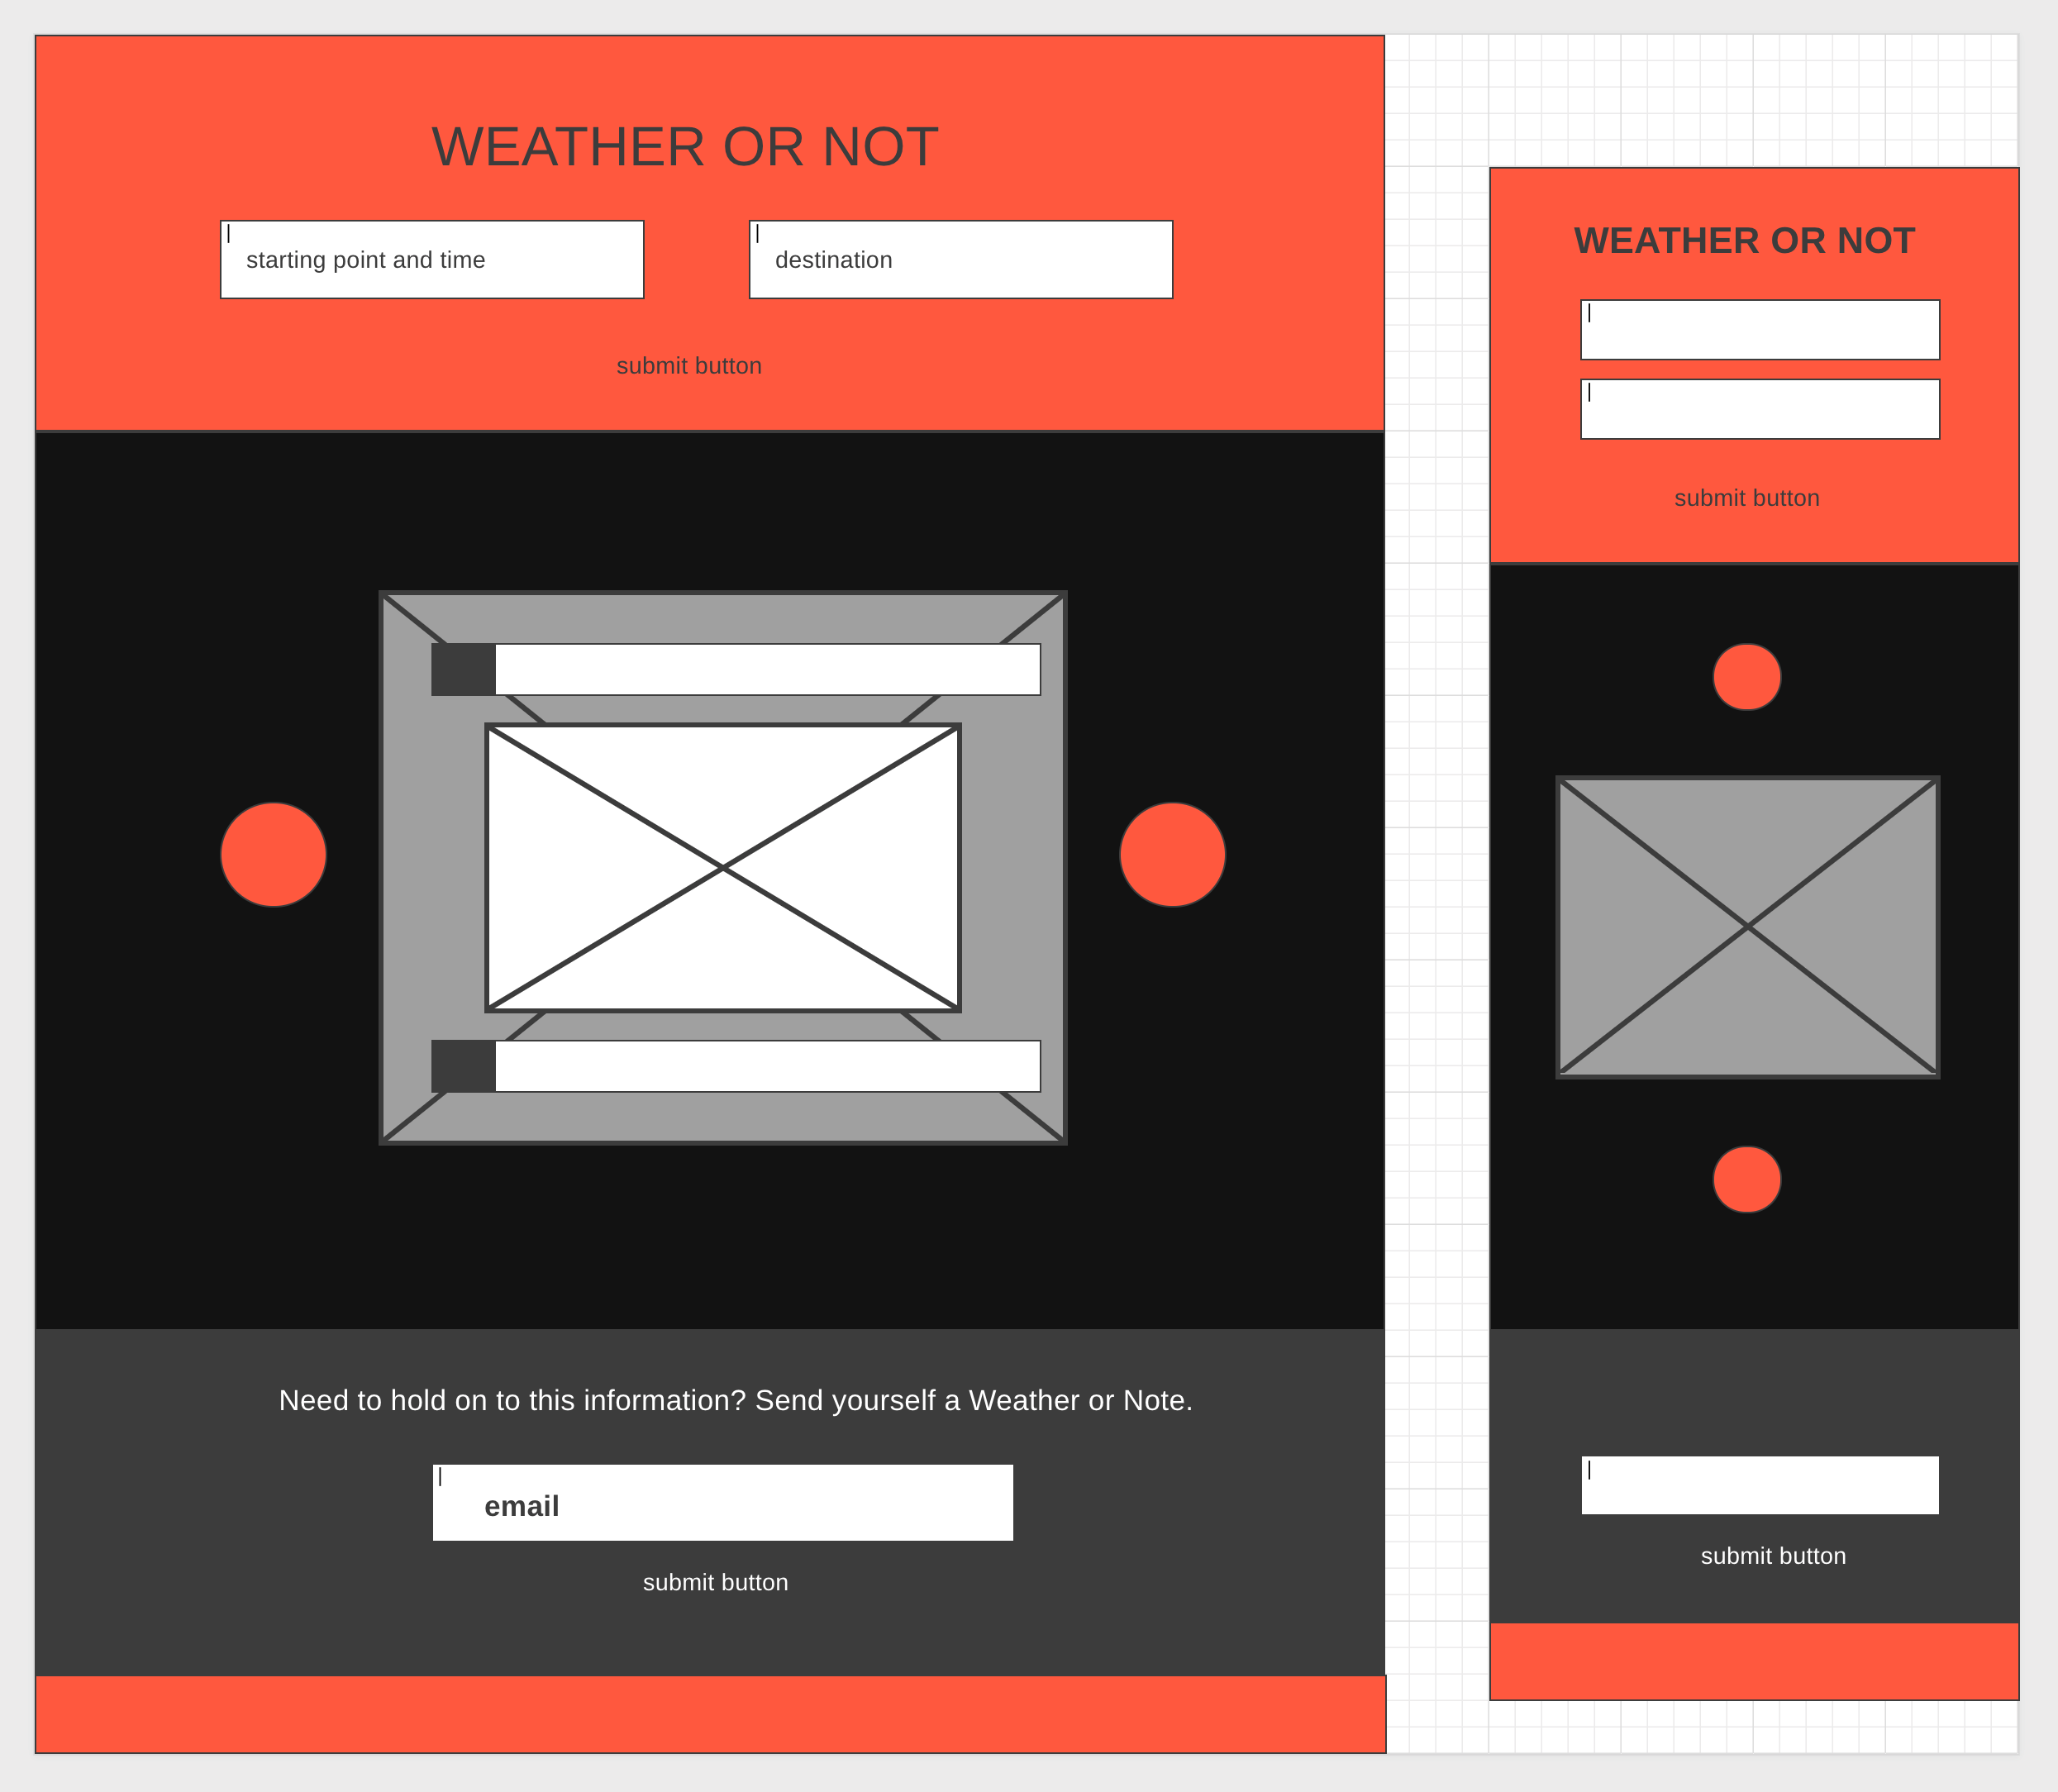 WEATHER OR NOT
starting point and time
destination
submit button
Need to hold on to this information? Send yourself a Weather or Note.
email
submit button
WEATHER OR NOT
submit button
submit button